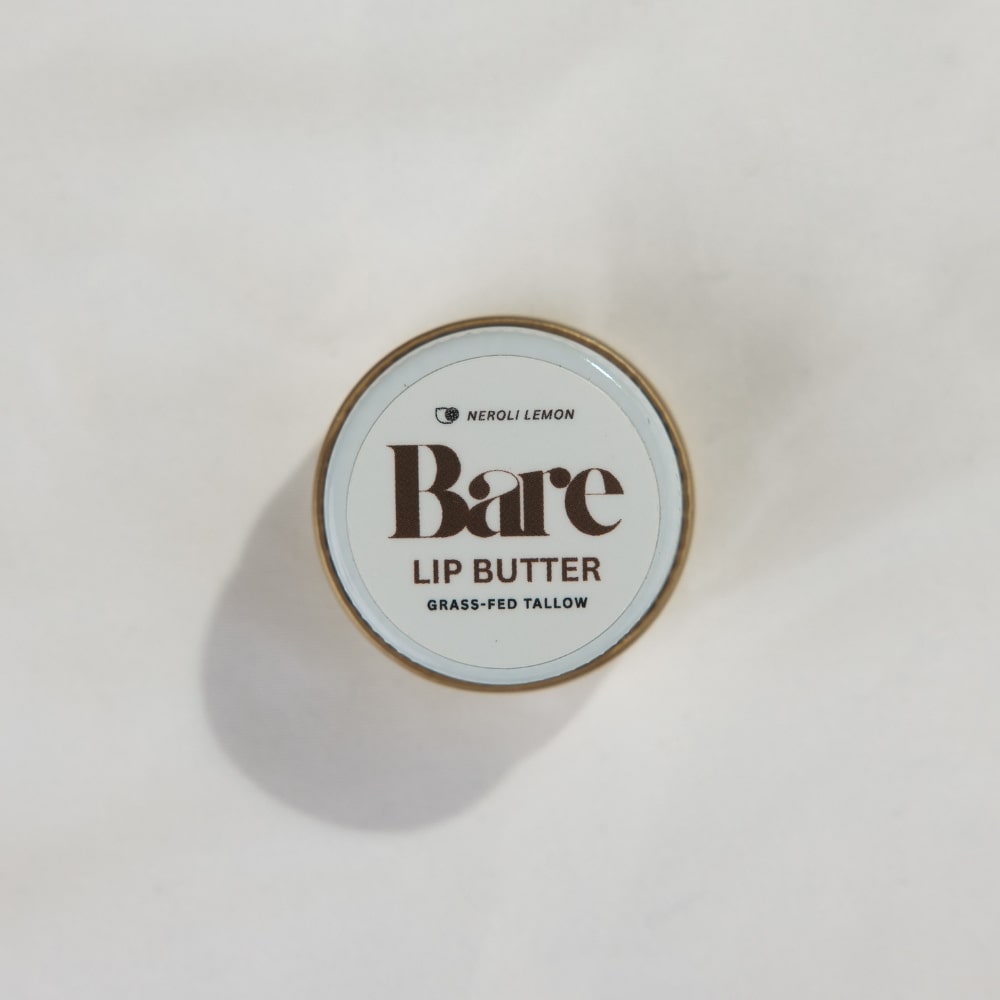 NEROLI LEMON
Bare
LIP BUTTER
GRASS-FED TALLOW